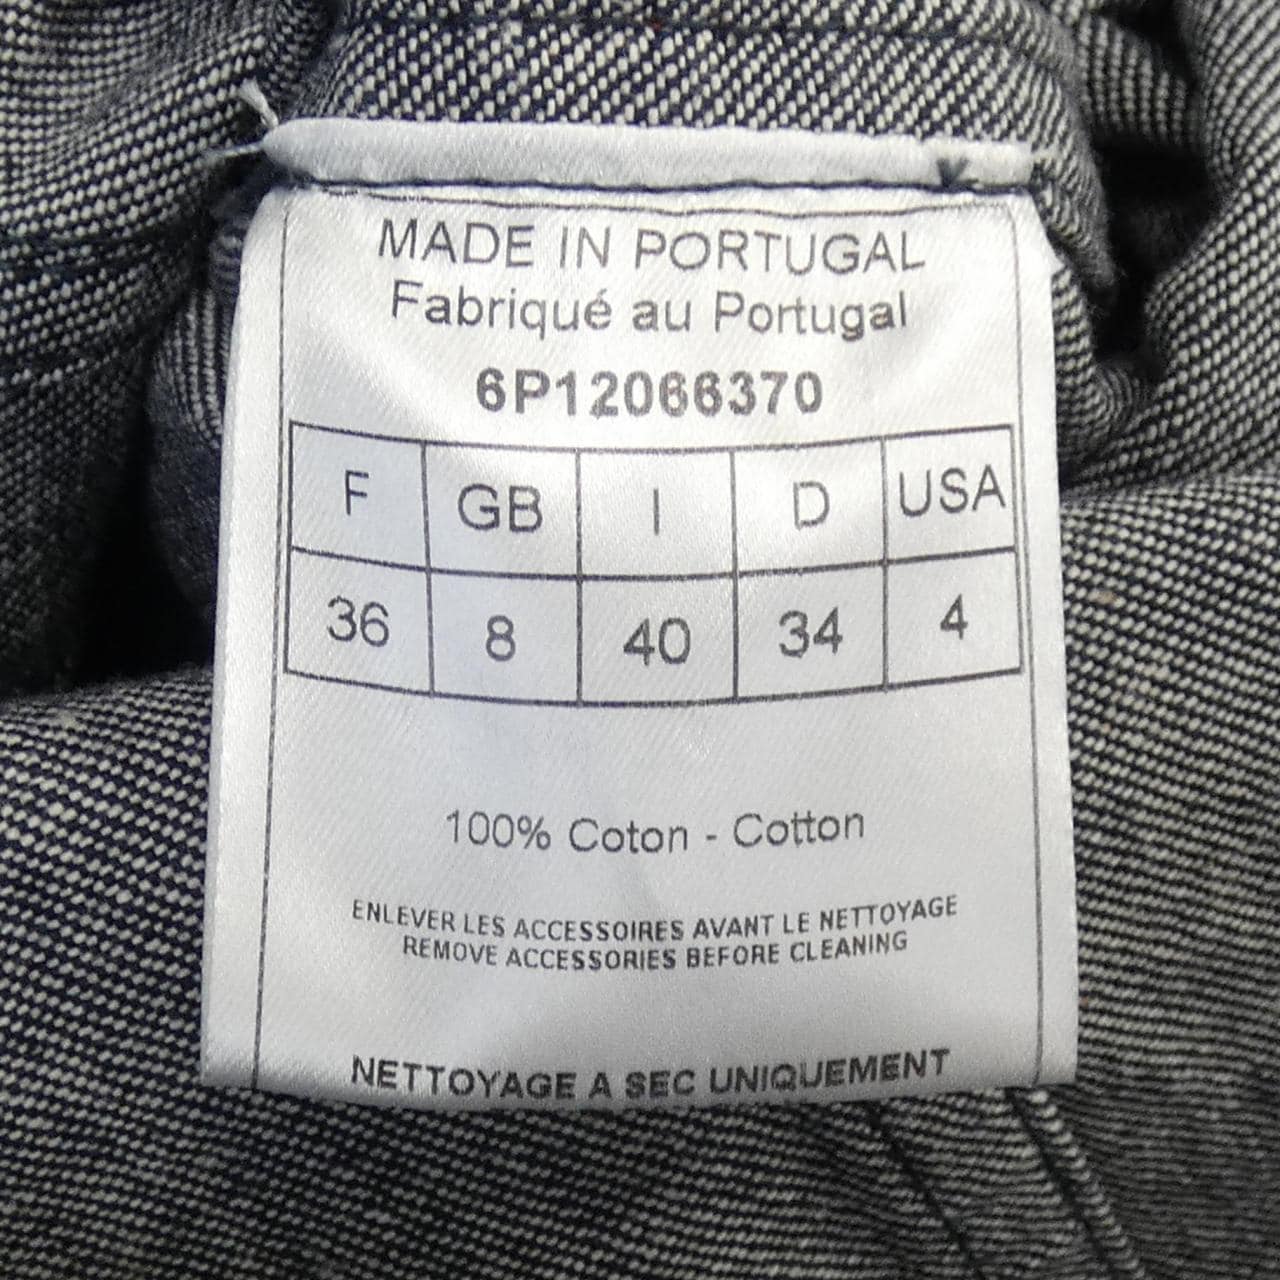 MADE IN PORTUGAL
Fabriqué au Portugal
6P12066370
F GB I D USA
36 8 40 34 4
100% Coton - Cotton
ENLEVER LES ACCESSOIRES AVANT LE NETTOYAGE
REMOVE ACCESSORIES BEFORE CLEANING
NETTOYAGE A SEC UNIQUEMENT